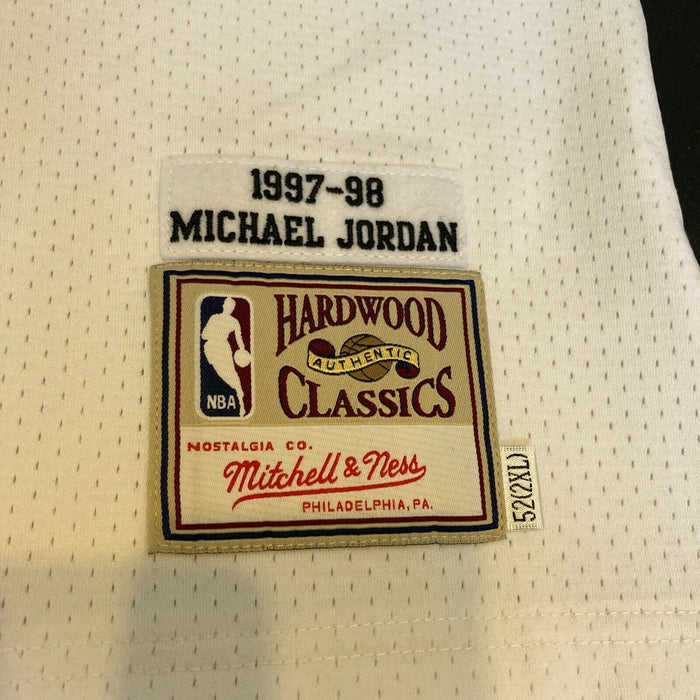 1997-98
MICHAEL JORDAN
NBA
HARDWOOD
AUTHENTIC
CLASSICS
NOSTALGIA CO.
Mitchell & Ness
PHILADELPHIA, PA.
52(2XL)